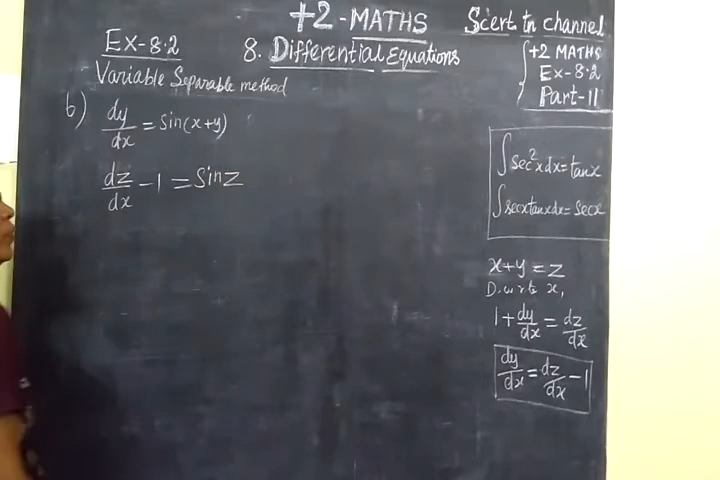 +2 - MATHS
Scert tn channel
Ex-8.2
8. Differential Equations
Variable Separable method
+2 MATHS
Ex-8.2
Part-11
6) dy/dx = Sin(x+y)
dz/dx - 1 = Sin z
∫sec²x dx = tanx
∫secx tanx dx = secx
x+y = z
D. w. r. to x,
1 + dy/dx = dz/dx
dy/dx = dz/dx - 1